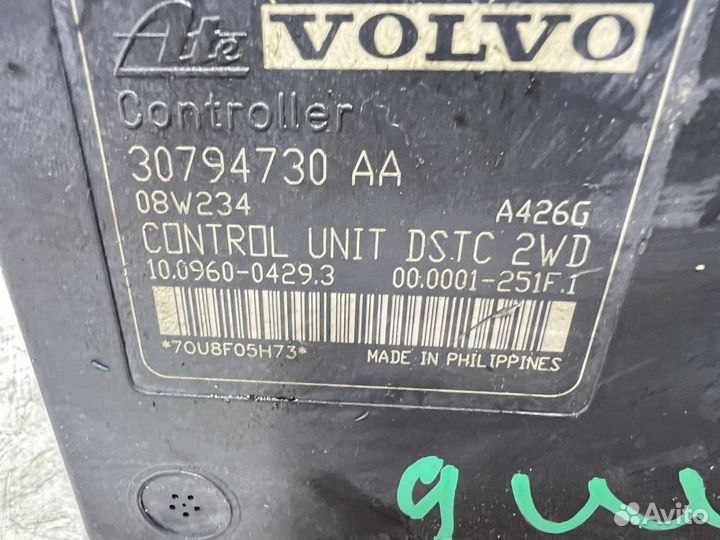 Ate VOLVO
Controller
30794730 AA
08W234 A426G
CONTROL UNIT DSTC 2WD
10.0960-0429.3 00.0001-251F.1
*70U8F05H73* MADE IN PHILIPPINES
Avito